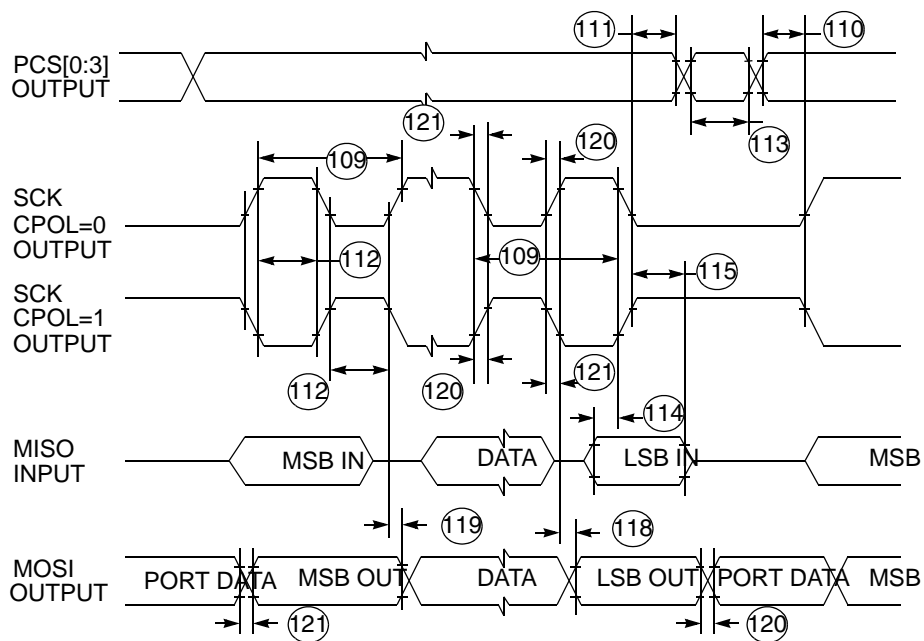 111
110
PCS[0:3]
OUTPUT
121
120
113
109
SCK
CPOL=0
OUTPUT
112
109
115
SCK
CPOL=1
OUTPUT
112
120
121
114
MISO
INPUT
MSB IN
DATA
LSB IN
MSB
119
118
MOSI
OUTPUT
PORT DATA
MSB OUT
DATA
LSB OUT
PORT DATA
MSB
121
120